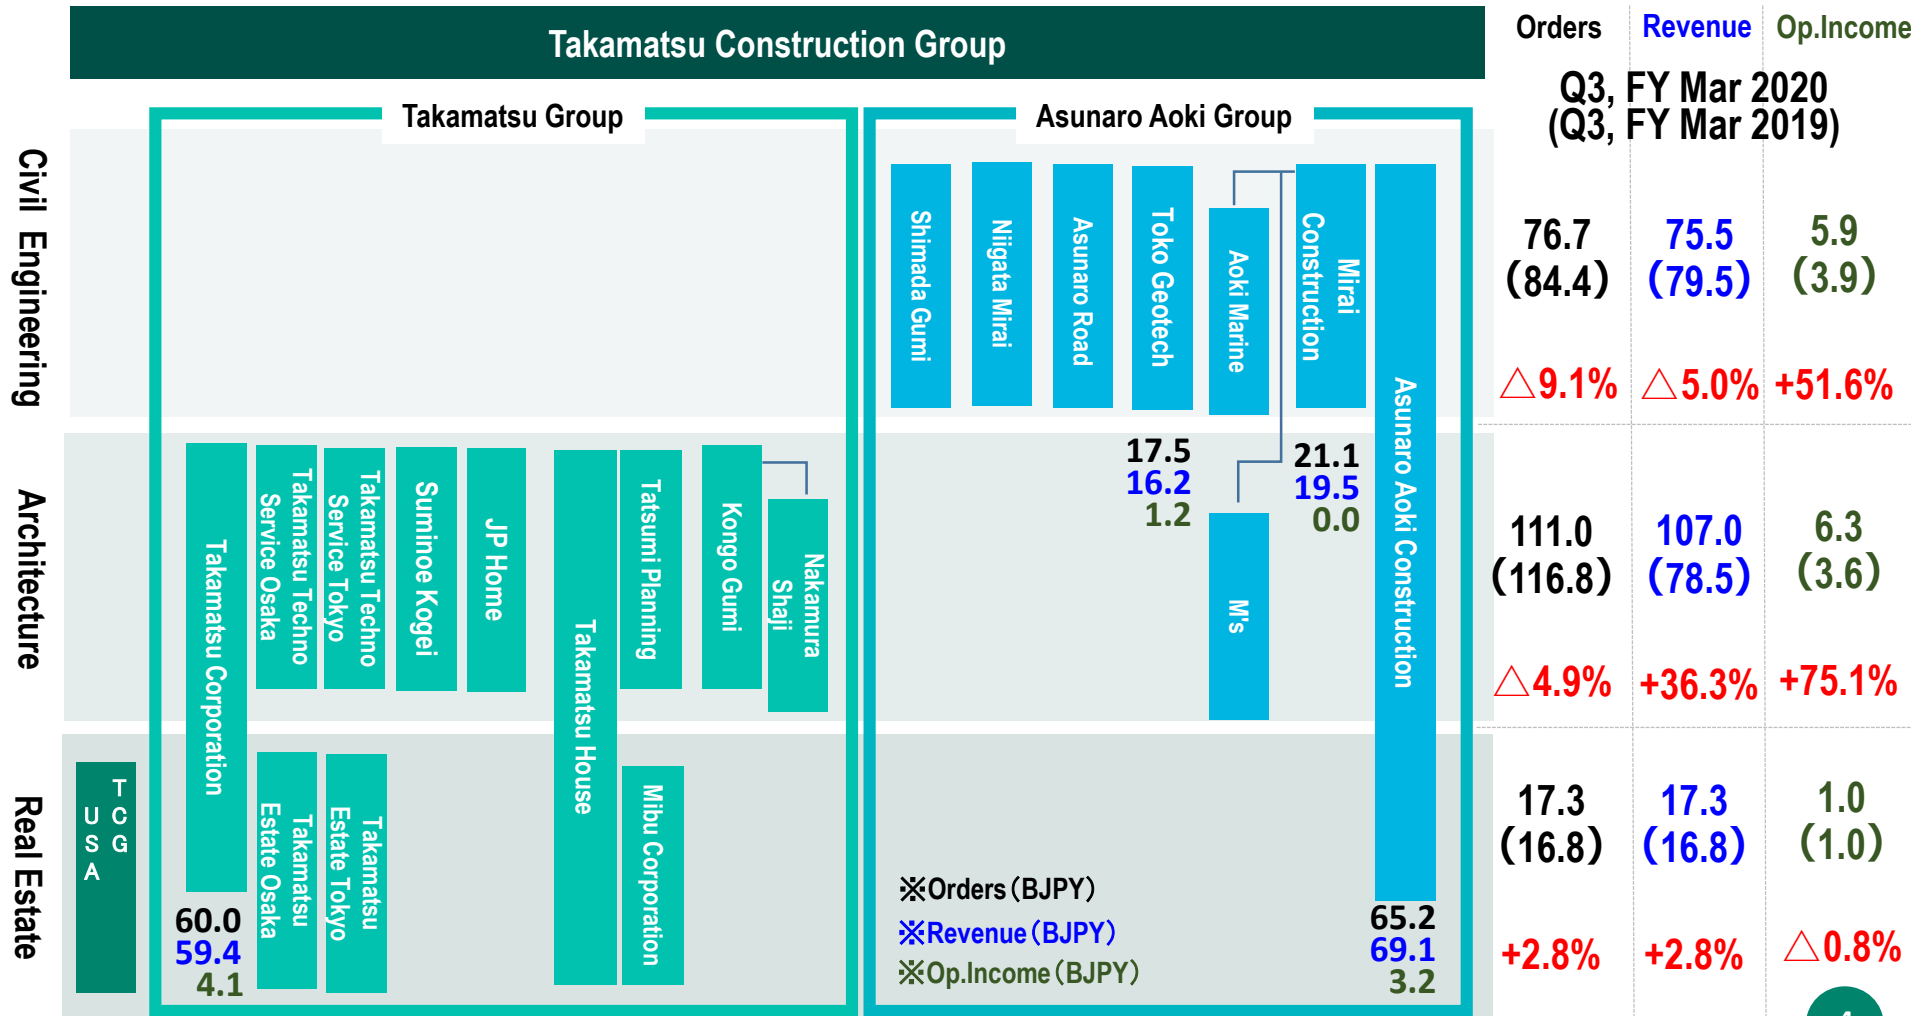 Takamatsu Construction Group
Orders
Revenue
Op.Income
Q3, FY Mar 2020
(Q3, FY Mar 2019)
Takamatsu Group
Asunaro Aoki Group
Civil Engineering
Shimada Gumi
Niigata Mirai
Asunaro Road
Toko Geotech
Aoki Marine
Mirai
Construction
Asunaro Aoki Construction
76.7
(84.4)
75.5
(79.5)
5.9
(3.9)
△9.1%
△5.0%
+51.6%
Architecture
Takamatsu Corporation
Takamatsu Techno
Service Osaka
Takamatsu Techno
Service Tokyo
Suminoe Kogei
JP Home
Takamatsu House
Tatsumi Planning
Kongo Gumi
Nakamura
Shaji
17.5
16.2
1.2
21.1
19.5
0.0
M's
111.0
(116.8)
107.0
(78.5)
6.3
(3.6)
△4.9%
+36.3%
+75.1%
Real Estate
TCG
USA
Takamatsu
Estate Osaka
Takamatsu
Estate Tokyo
Mibu Corporation
60.0
59.4
4.1
※Orders(BJPY)
※Revenue(BJPY)
※Op.Income(BJPY)
65.2
69.1
3.2
17.3
(16.8)
17.3
(16.8)
1.0
(1.0)
+2.8%
+2.8%
△0.8%